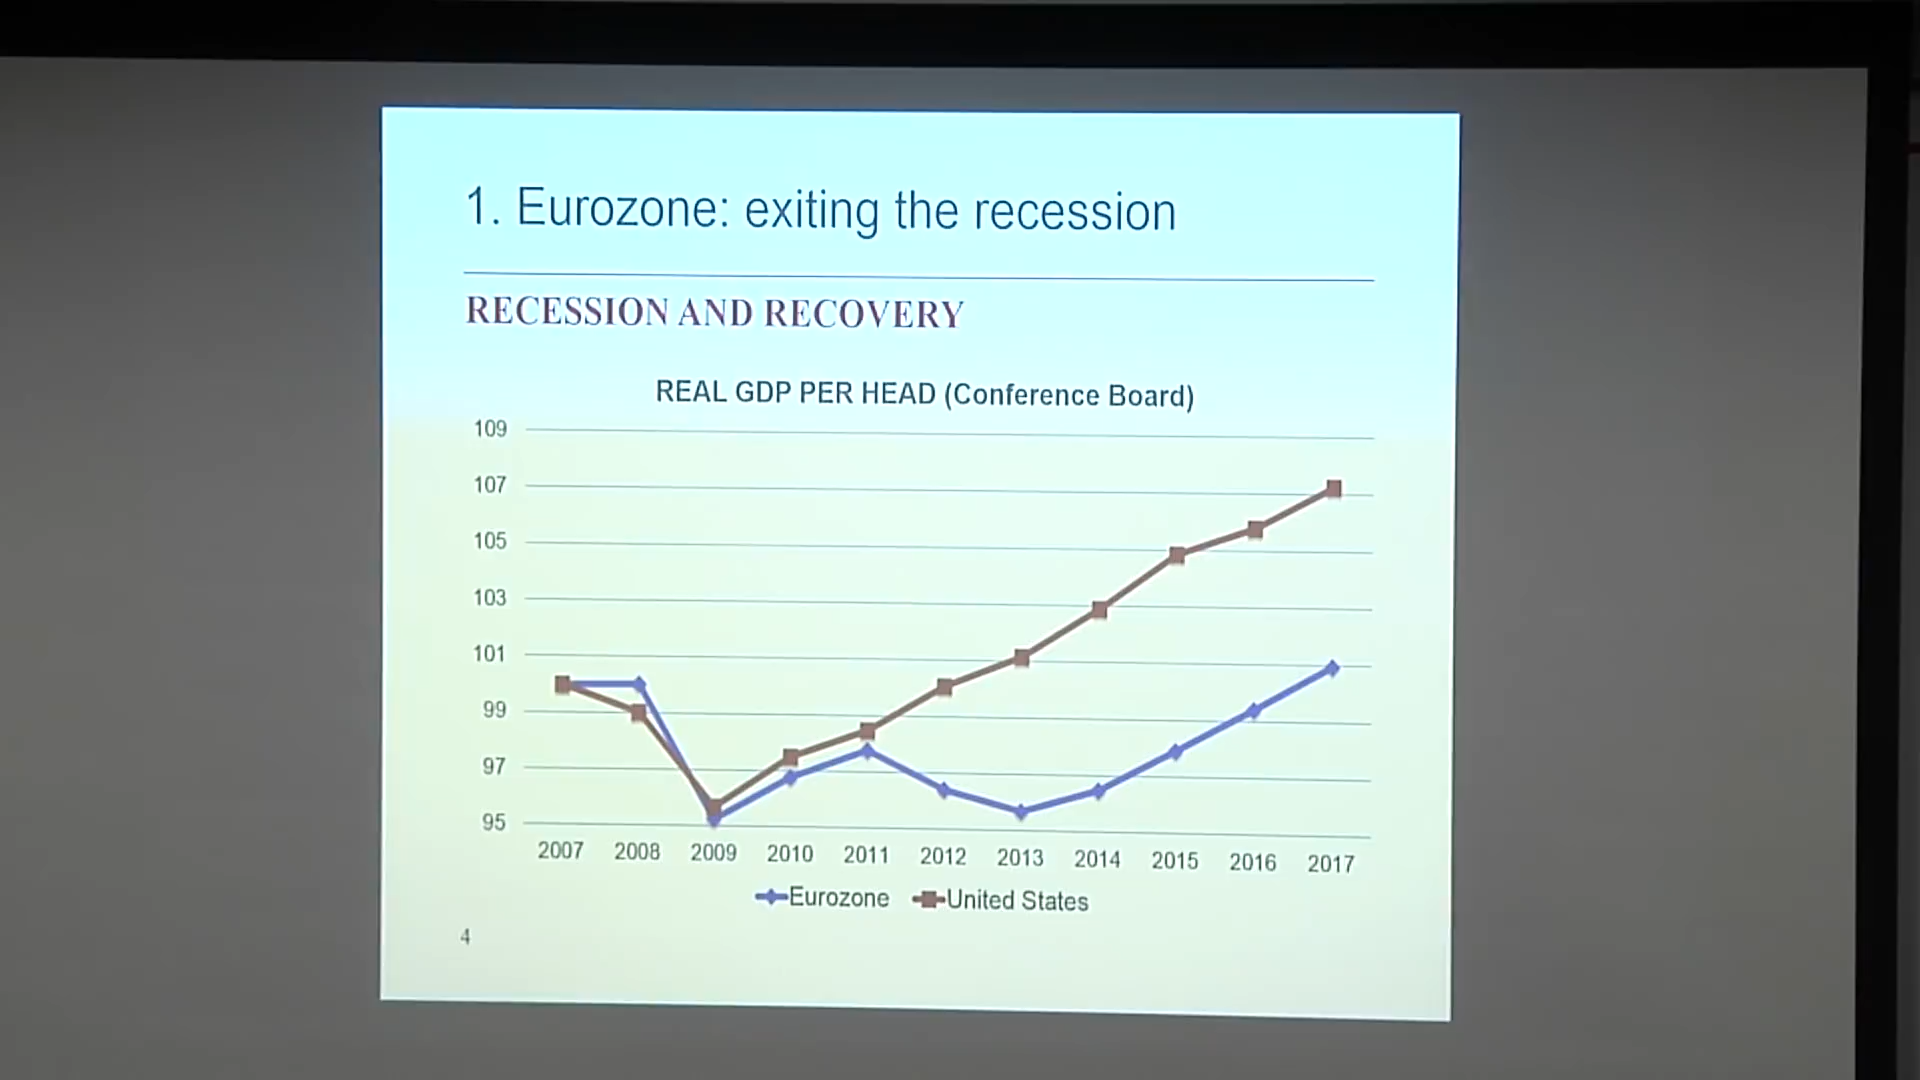 1. Eurozone: exiting the recession
RECESSION AND RECOVERY
REAL GDP PER HEAD (Conference Board)
109
107
105
103
101
99
97
95
2007 2008 2009 2010 2011 2012 2013 2014 2015 2016 2017
Eurozone United States
4